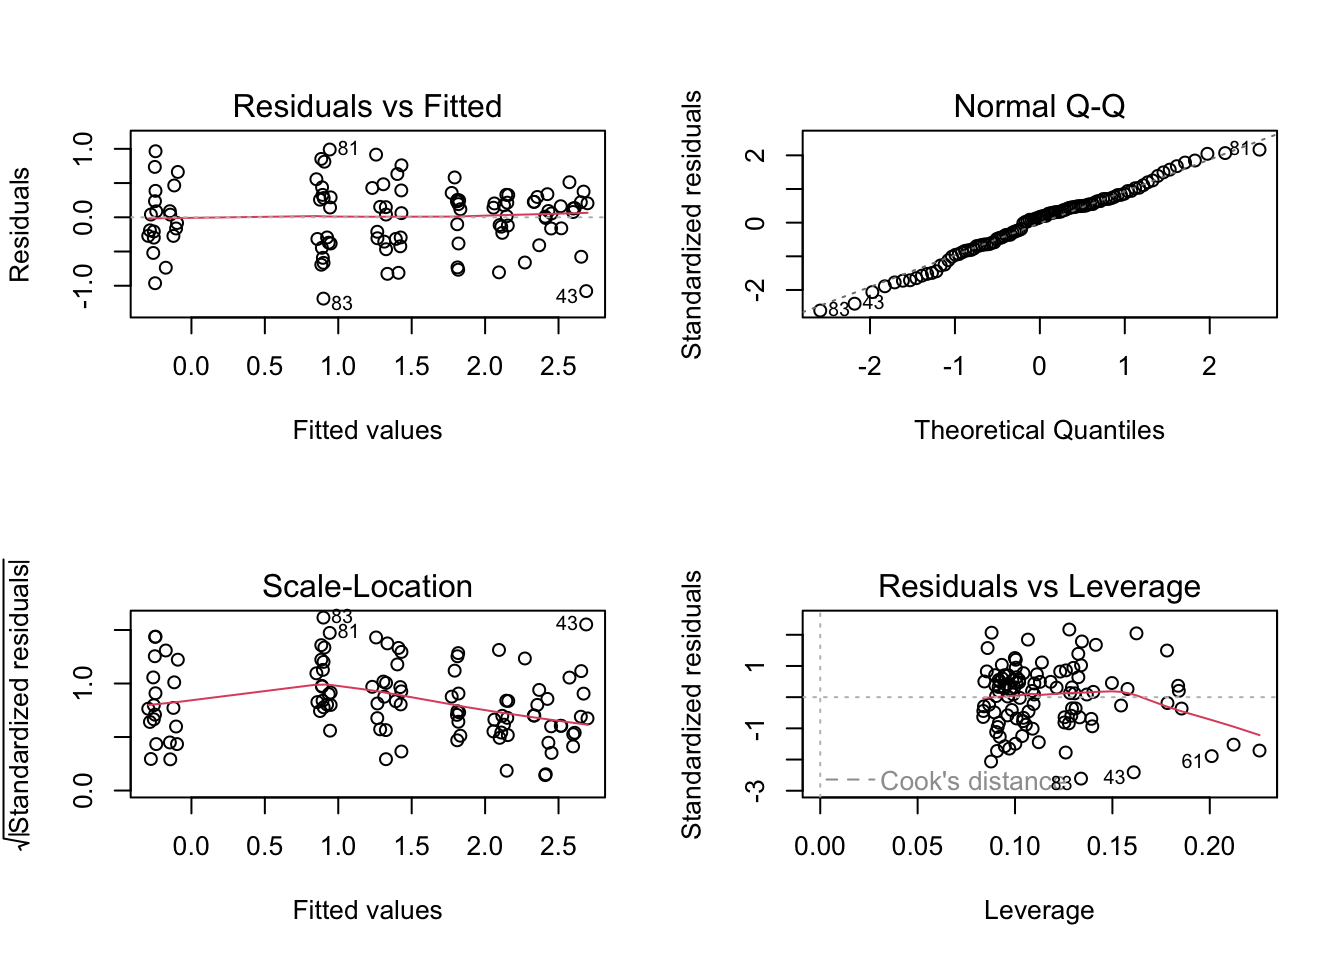 Residuals vs Fitted
Residuals
1.0
0.0
-1.0
81
83
43
0.0 0.5 1.0 1.5 2.0 2.5
Fitted values
Normal Q-Q
Standardized residuals
2
0
-2
81
83
43
-2 -1 0 1 2
Theoretical Quantiles
Scale-Location
√|Standardized residuals|
1.0
0.0
83
81
43
0.0 0.5 1.0 1.5 2.0 2.5
Fitted values
Residuals vs Leverage
Standardized residuals
1
-1
-3
Cook's distance
83
43
61
0.00 0.05 0.10 0.15 0.20
Leverage